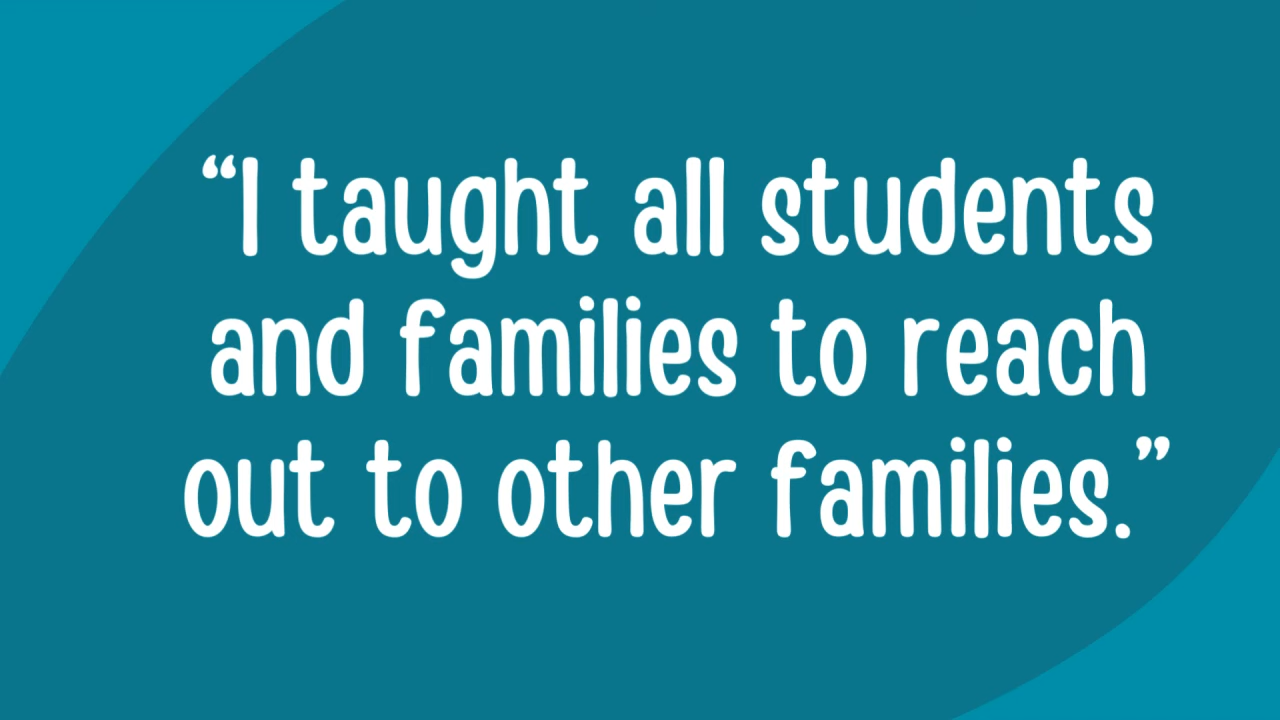 “I taught all students
and families to reach
out to other families.”